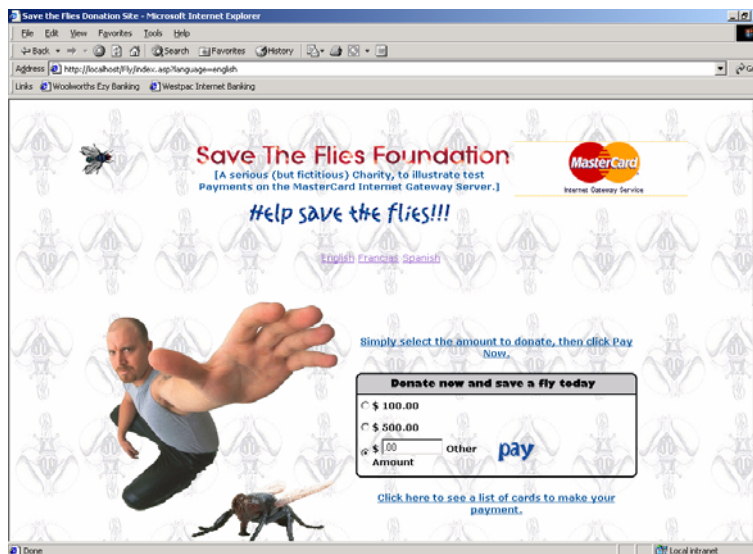 Save the Flies Donation Site - Microsoft Internet Explorer
File Edit View Favorites Tools Help
Back Search Favorites History
Address http://localhost/Fly/index.asp?language=english
Links Woolworths Ezy Banking Westpac Internet Banking
Save The Flies Foundation
[A serious (but fictitious) Charity, to illustrate test
Payments on the MasterCard Internet Gateway Server.]
MasterCard
Internet Gateway Service
Help save the flies!!!
English Francias Spanish
Simply select the amount to donate, then click Pay
Now.
Donate now and save a fly today
$ 100.00
$ 500.00
$ .00 Other pay
Amount
Click here to see a list of cards to make your
payment.
Done Local intranet